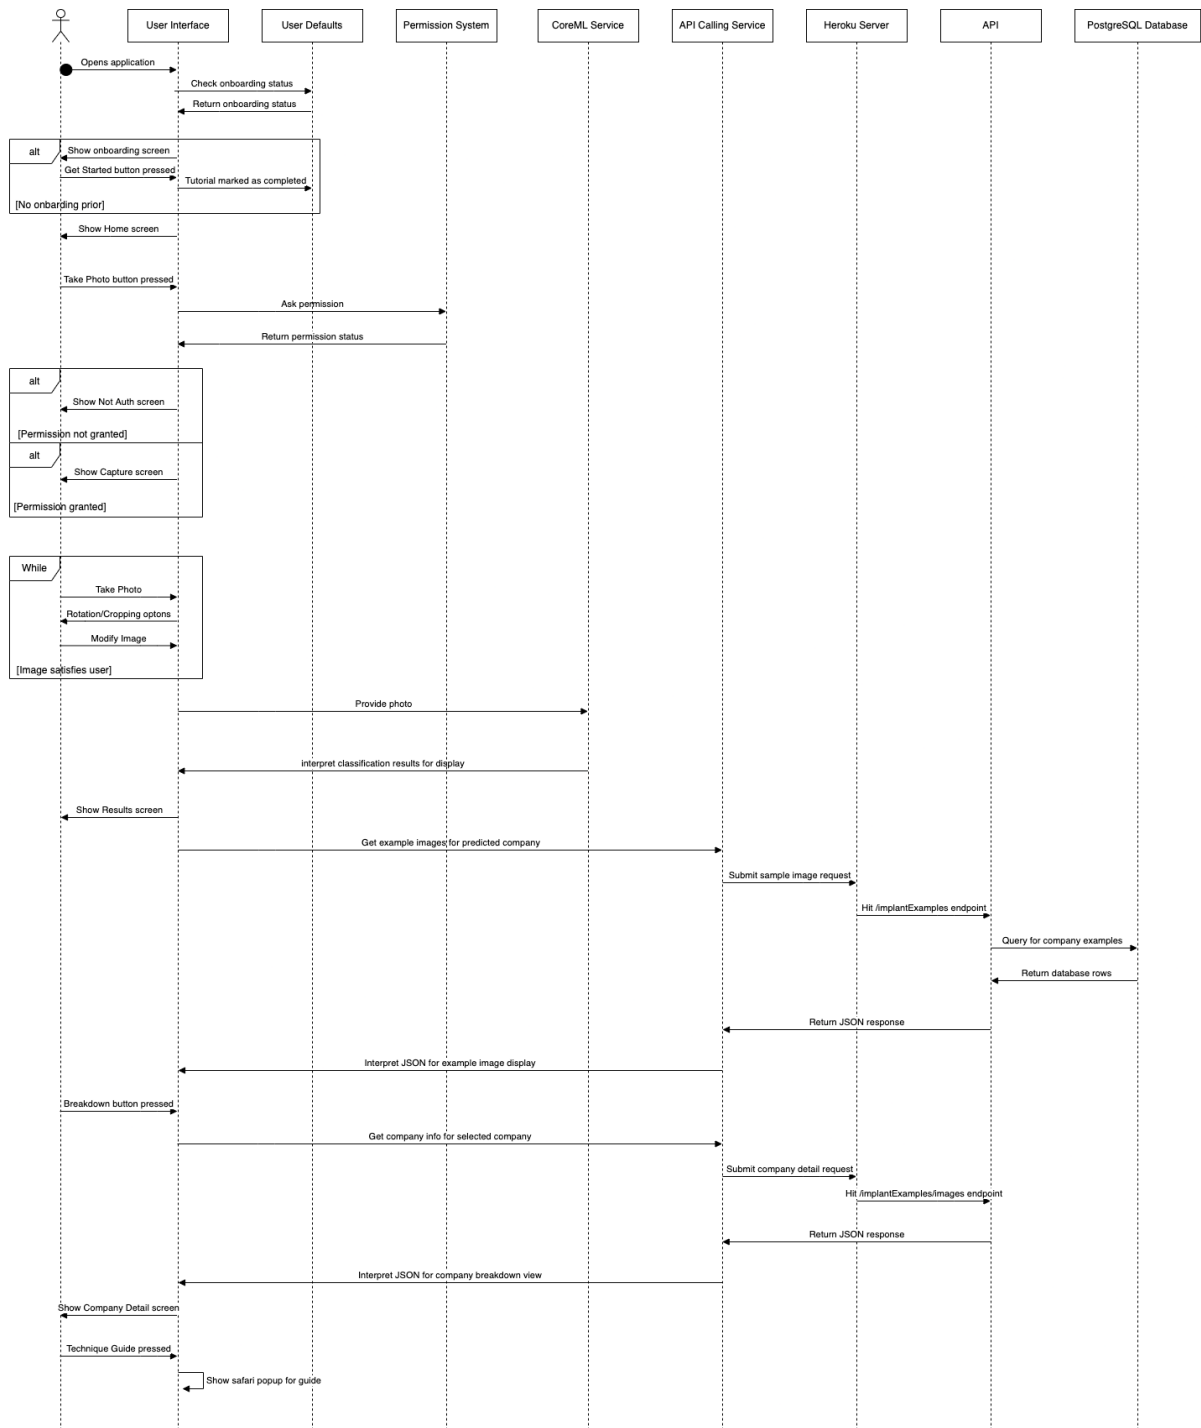 User Interface
User Defaults
Permission System
CoreML Service
API Calling Service
Heroku Server
API
PostgreSQL Database
Opens application
Check onboarding status
Return onboarding status
alt
Show onboarding screen
Get Started button pressed
Tutorial marked as completed
[No onbarding prior]
Show Home screen
Take Photo button pressed
Ask permission
Return permission status
alt
Show Not Auth screen
[Permission not granted]
alt
Show Capture screen
[Permission granted]
While
Take Photo
Rotation/Cropping optons
Modify Image
[Image satisfies user]
Provide photo
interpret classification results for display
Show Results screen
Get example images for predicted company
Submit sample image request
Hit /implantExamples endpoint
Query for company examples
Return database rows
Return JSON response
Interpret JSON for example image display
Breakdown button pressed
Get company info for selected company
Submit company detail request
Hit /implantExamples/images endpoint
Return JSON response
Interpret JSON for company breakdown view
Show Company Detail screen
Technique Guide pressed
Show safari popup for guide